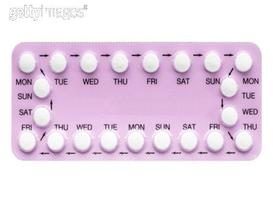 gettyimages®
MON TUE WED THU FRI SAT SUN MON
SUN TUE
SAT WED
FRI THU WED TUE MON SUN SAT FRI THU